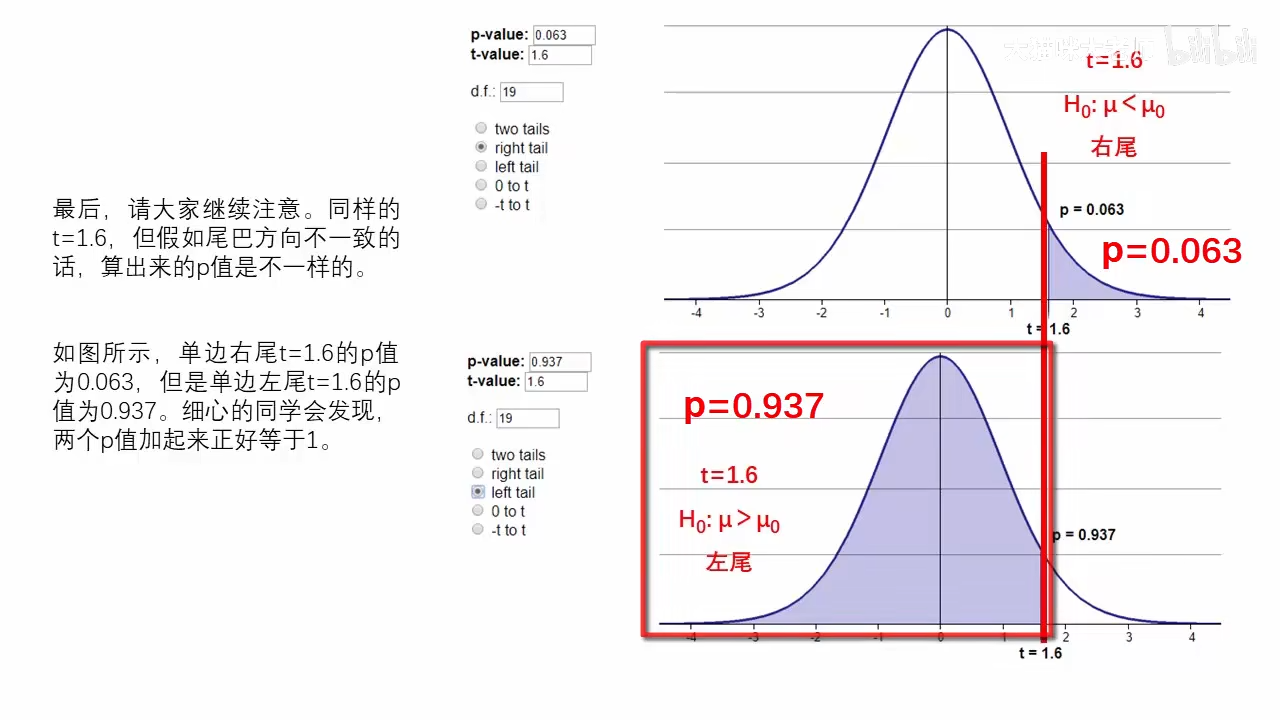 p-value: 0.063
t-value: 1.6
d.f.: 19
two tails
right tail
left tail
0 to t
-t to t
t=1.6
H₀: μ＜μ₀
右尾
p = 0.063
p=0.063
-4 -3 -2 -1 0 1 2 3 4
t = 1.6
最后，请大家继续注意。同样的
t=1.6，但假如尾巴方向不一致的
话，算出来的p值是不一样的。
如图所示，单边右尾t=1.6的p值
为0.063，但是单边左尾t=1.6的p
值为0.937。细心的同学会发现，
两个p值加起来正好等于1。
p-value: 0.937
t-value: 1.6
d.f.: 19
two tails
right tail
left tail
0 to t
-t to t
p=0.937
t=1.6
H₀: μ＞μ₀
左尾
p = 0.937
-4 -3 -2 -1 0 2 3 4
t = 1.6